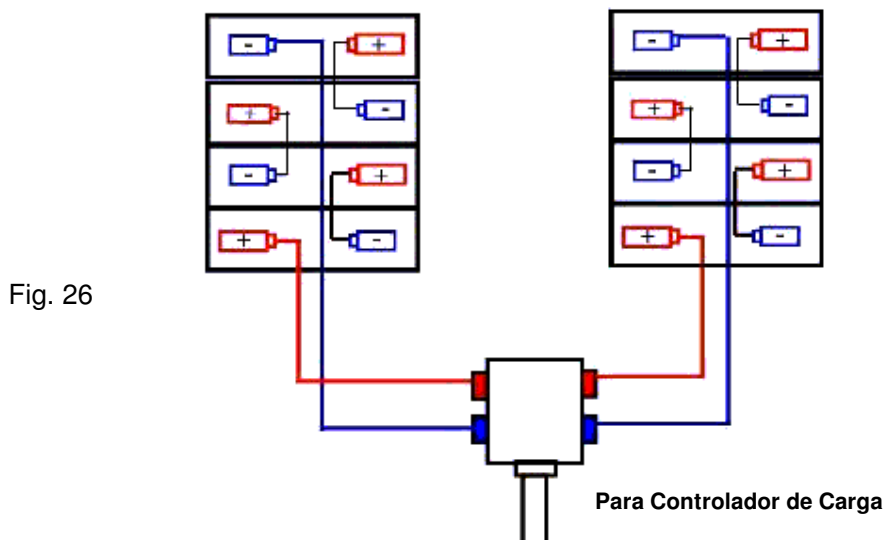 - + - +
+ - + -
- + - +
+ - + -
Fig. 26
Para Controlador de Carga